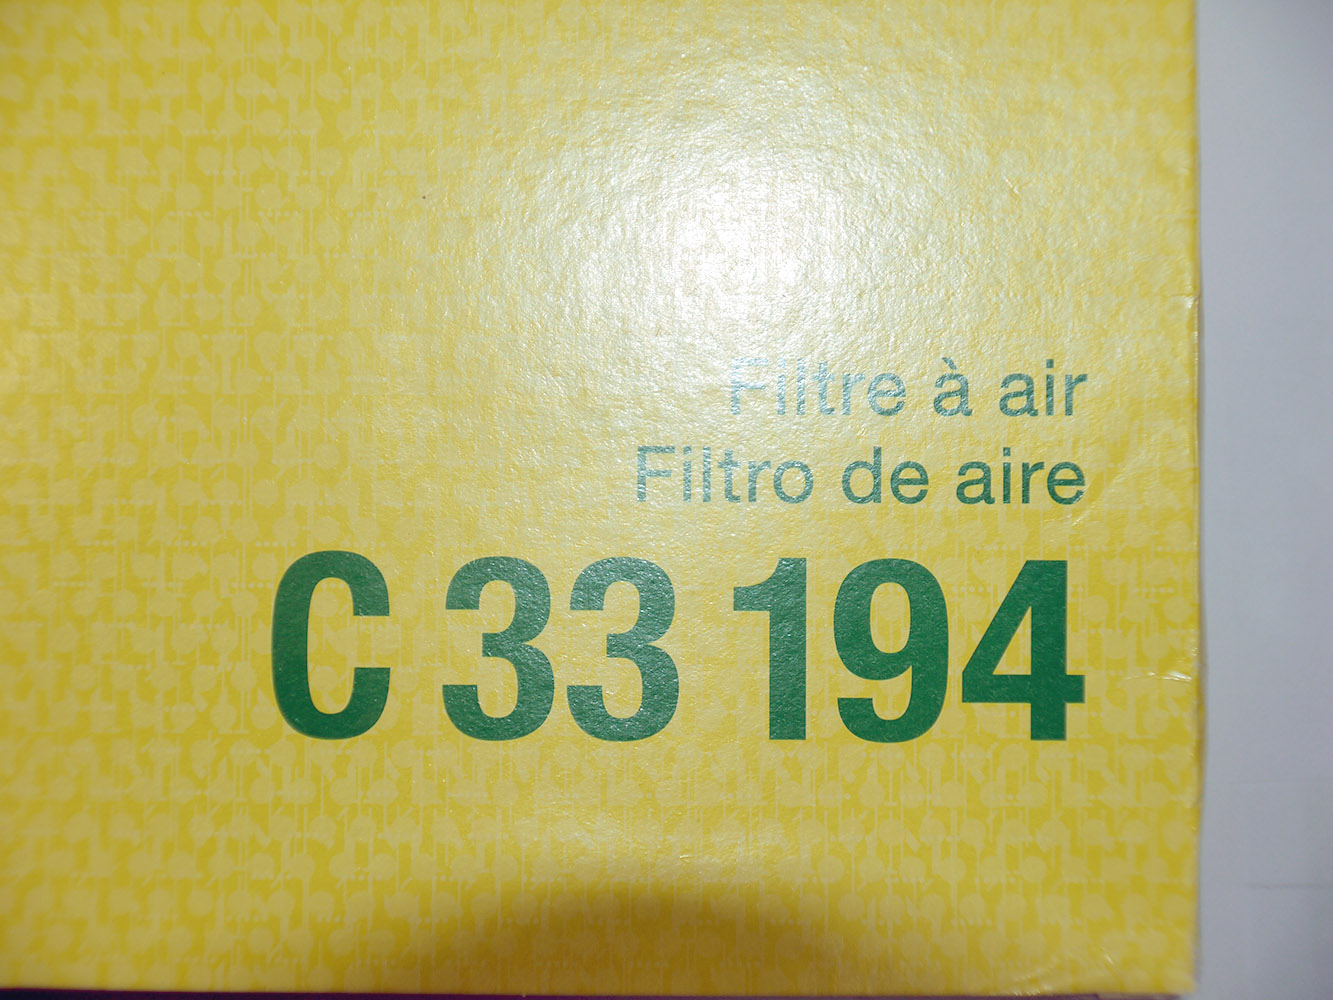 Filtre à air
Filtro de aire
C 33 194